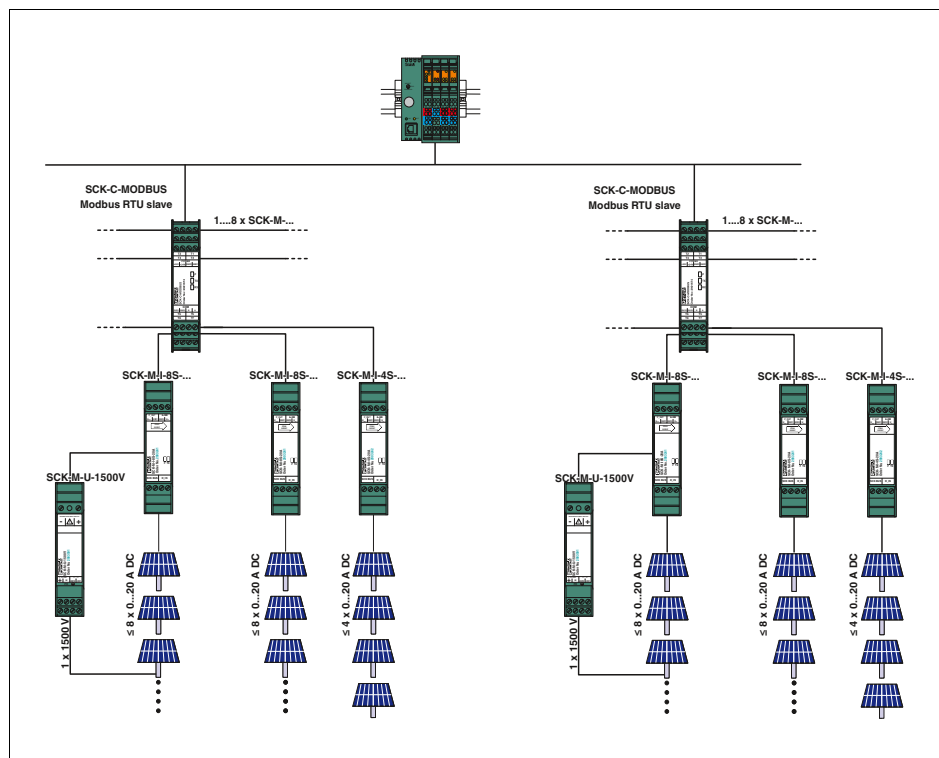 SCK-C-MODBUS
Modbus RTU slave
1....8 x SCK-M-...
SCK-M-I-8S-...
SCK-M-I-8S-...
SCK-M-I-4S-...
SCK-M-U-1500V
≤ 8 x 0...20 A DC
≤ 8 x 0...20 A DC
≤ 4 x 0...20 A DC
1 x 1500 V
SCK-C-MODBUS
Modbus RTU slave
1....8 x SCK-M-...
SCK-M-I-8S-...
SCK-M-I-8S-...
SCK-M-I-4S-...
SCK-M-U-1500V
≤ 8 x 0...20 A DC
≤ 8 x 0...20 A DC
≤ 4 x 0...20 A DC
1 x 1500 V